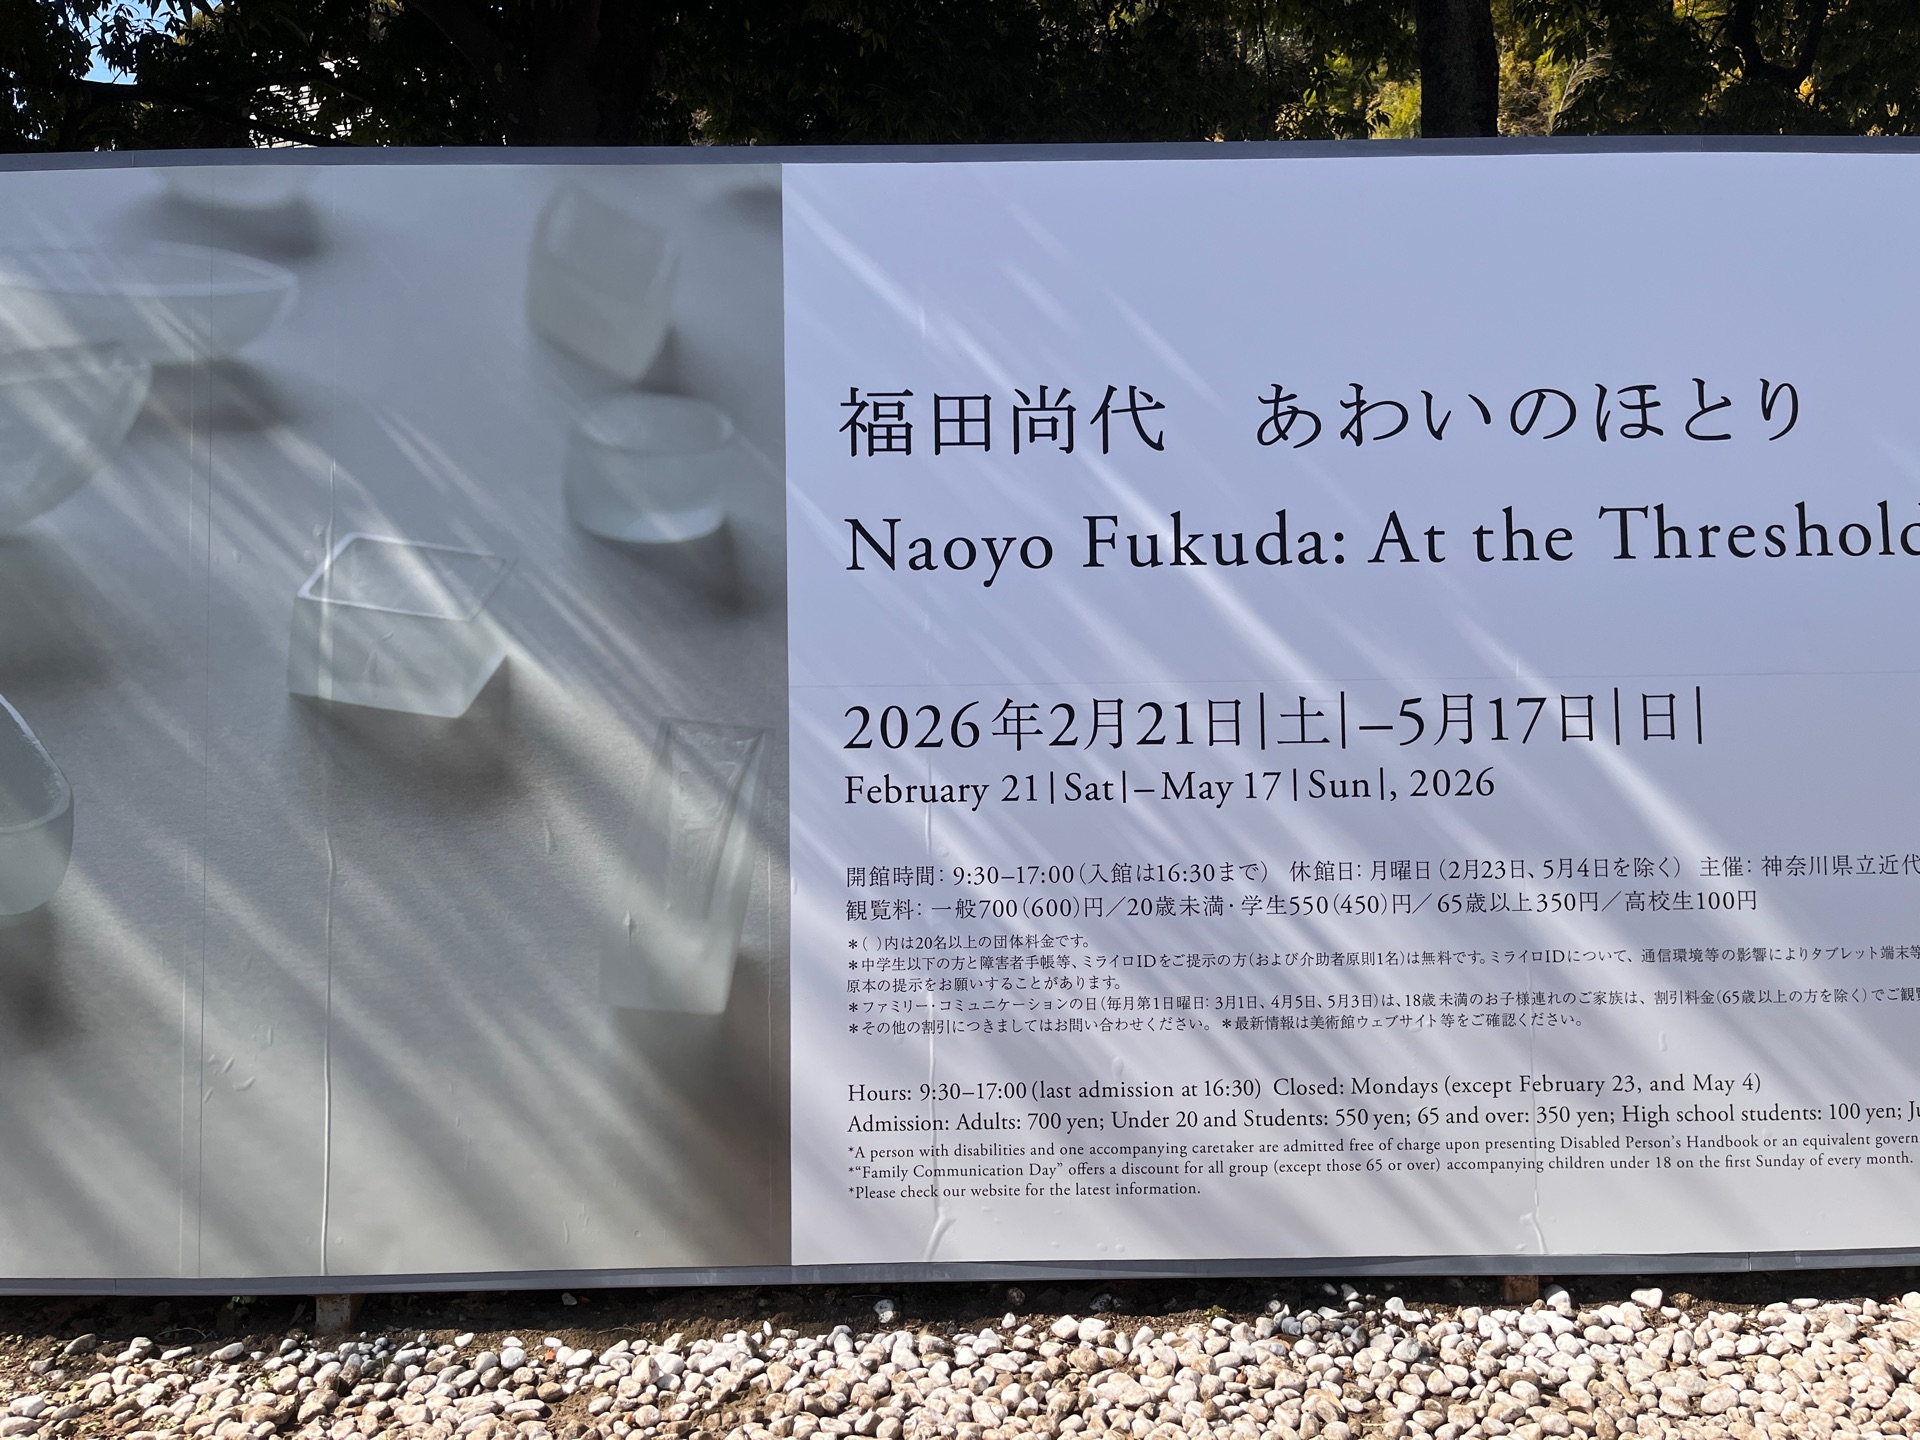 福田尚代　あわいのほとり
Naoyo Fukuda: At the Threshold
2026年2月21日|土|–5月17日|日|
February 21|Sat|–May 17|Sun|, 2026
開館時間：9:30–17:00（入館は16:30まで）　休館日：月曜日（2月23日、5月4日を除く）　主催：神奈川県立近代
観覧料：一般700（600）円／20歳未満・学生550（450）円／65歳以上350円／高校生100円
＊（　）内は20名以上の団体料金です。
＊中学生以下の方と障害者手帳等、ミライロIDをご提示の方（および介助者原則1名）は無料です。ミライロIDについて、通信環境等の影響によりタブレット端末等
原本の提示をお願いすることがあります。
＊ファミリー・コミュニケーションの日（毎月第1日曜日：3月1日、4月5日、5月3日）は、18歳未満のお子様連れのご家族は、割引料金（65歳以上の方を除く）でご観覧
＊その他の割引につきましてはお問い合わせください。＊最新情報は美術館ウェブサイト等をご確認ください。
Hours: 9:30–17:00 (last admission at 16:30)  Closed: Mondays (except February 23, and May 4)
Admission: Adults: 700 yen; Under 20 and Students: 550 yen; 65 and over: 350 yen; High school students: 100 yen;
*A person with disabilities and one accompanying caretaker are admitted free of charge upon presenting Disabled Person's Handbook or an equivalent govern
*“Family Communication Day” offers a discount for all group (except those 65 or over) accompanying children under 18 on the first Sunday of every month.
*Please check our website for the latest information.